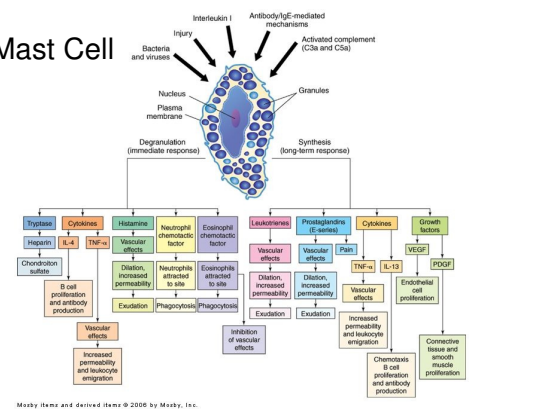 Mast Cell
Interleukin I
Antibody/IgE-mediated
mechanisms
Injury
Activated complement
(C3a and C5a)
Bacteria
and viruses
Nucleus
Granules
Plasma
membrane
Degranulation
(immediate response)
Synthesis
(long-term response)
Tryptase
Heparin
Chondroiton
sulfate
Cytokines
IL-4
TNF-α
B cell
proliferation
and antibody
production
Vascular
effects
Increased
permeability
and leukocyte
emigration
Histamine
Vascular
effects
Dilation,
increased
permeability
Exudation
Neutrophil
chemotactic
factor
Neutrophils
attracted
to site
Phagocytosis
Eosinophil
chemotactic
factor
Eosinophils
attracted
to site
Phagocytosis
Inhibition
of vascular
effects
Leukotrienes
Vascular
effects
Dilation,
increased
permeability
Exudation
Prostaglandins
(E-series)
Vascular
effects
Pain
Dilation,
increased
permeability
Exudation
Cytokines
TNF-α
IL-13
Vascular
effects
Increased
permeability
and leukocyte
emigration
Chemotaxis
B cell
proliferation
and antibody
production
Growth
factors
VEGF
PDGF
Endothelial
cell
proliferation
Connective
tissue and
smooth
muscle
proliferation
Mosby items and derived items © 2006 by Mosby, Inc.